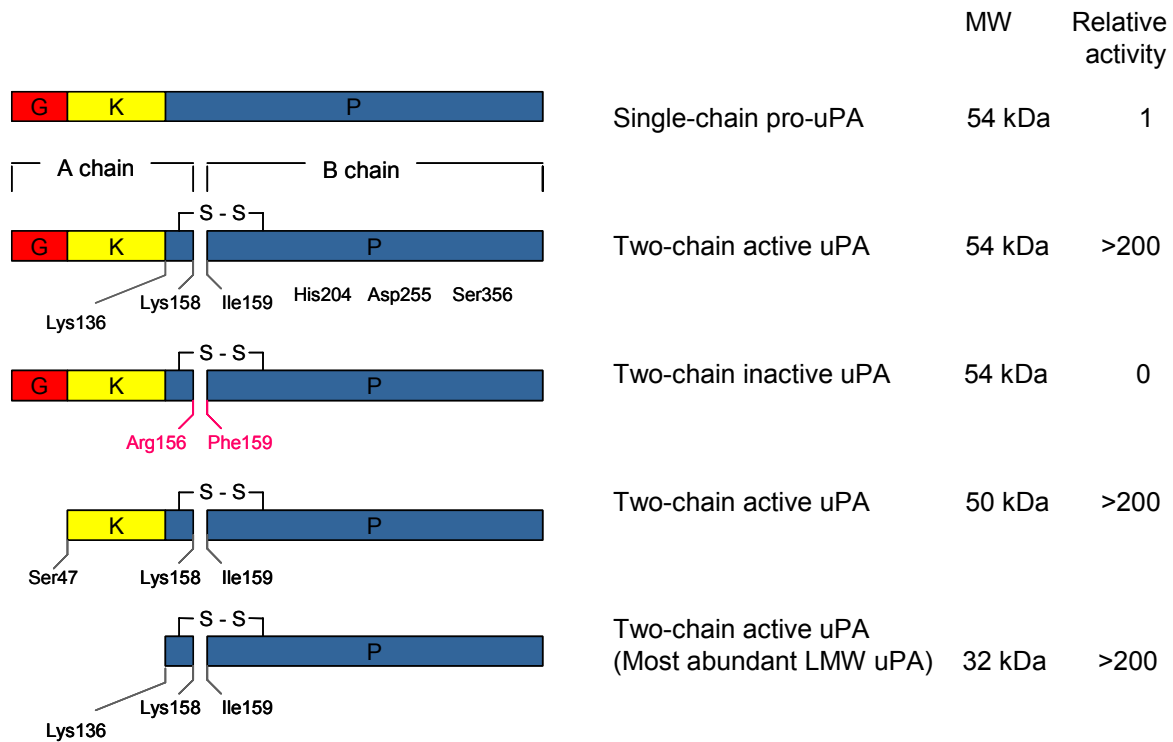 MW Relative
activity
G K P
Single-chain pro-uPA 54 kDa 1
A chain B chain
S - S
G K P
Two-chain active uPA 54 kDa >200
Lys158 Ile159 His204 Asp255 Ser356
Lys136
S - S
G K P
Two-chain inactive uPA 54 kDa 0
Arg156 Phe159
S - S
K P
Two-chain active uPA 50 kDa >200
Ser47 Lys158 Ile159
S - S
P
Two-chain active uPA
(Most abundant LMW uPA) 32 kDa >200
Lys158 Ile159
Lys136